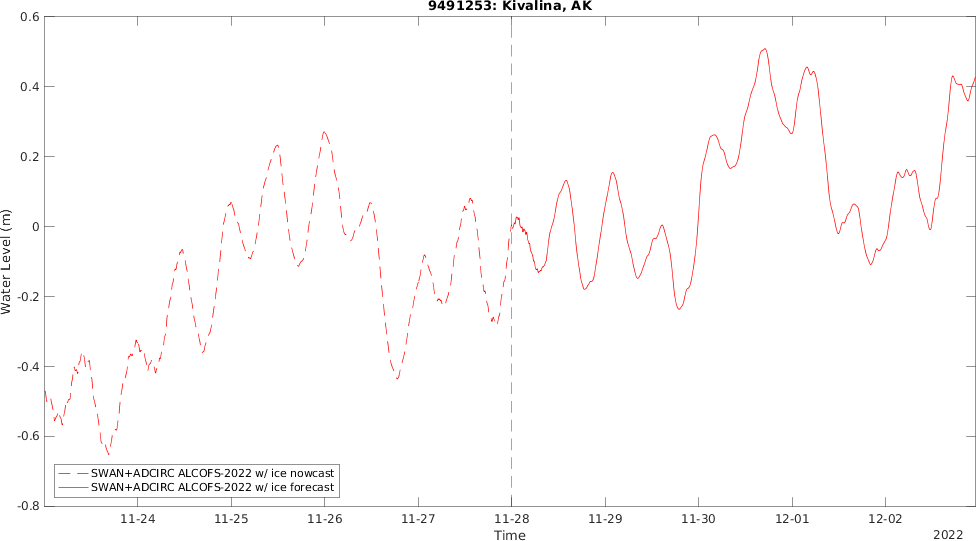 9491253: Kivalina, AK
0.6
0.4
0.2
0
-0.2
-0.4
-0.6
-0.8
Water Level (m)
SWAN+ADCIRC ALCOFS-2022 w/ ice nowcast
SWAN+ADCIRC ALCOFS-2022 w/ ice forecast
11-24 11-25 11-26 11-27 11-28 11-29 11-30 12-01 12-02
Time
2022